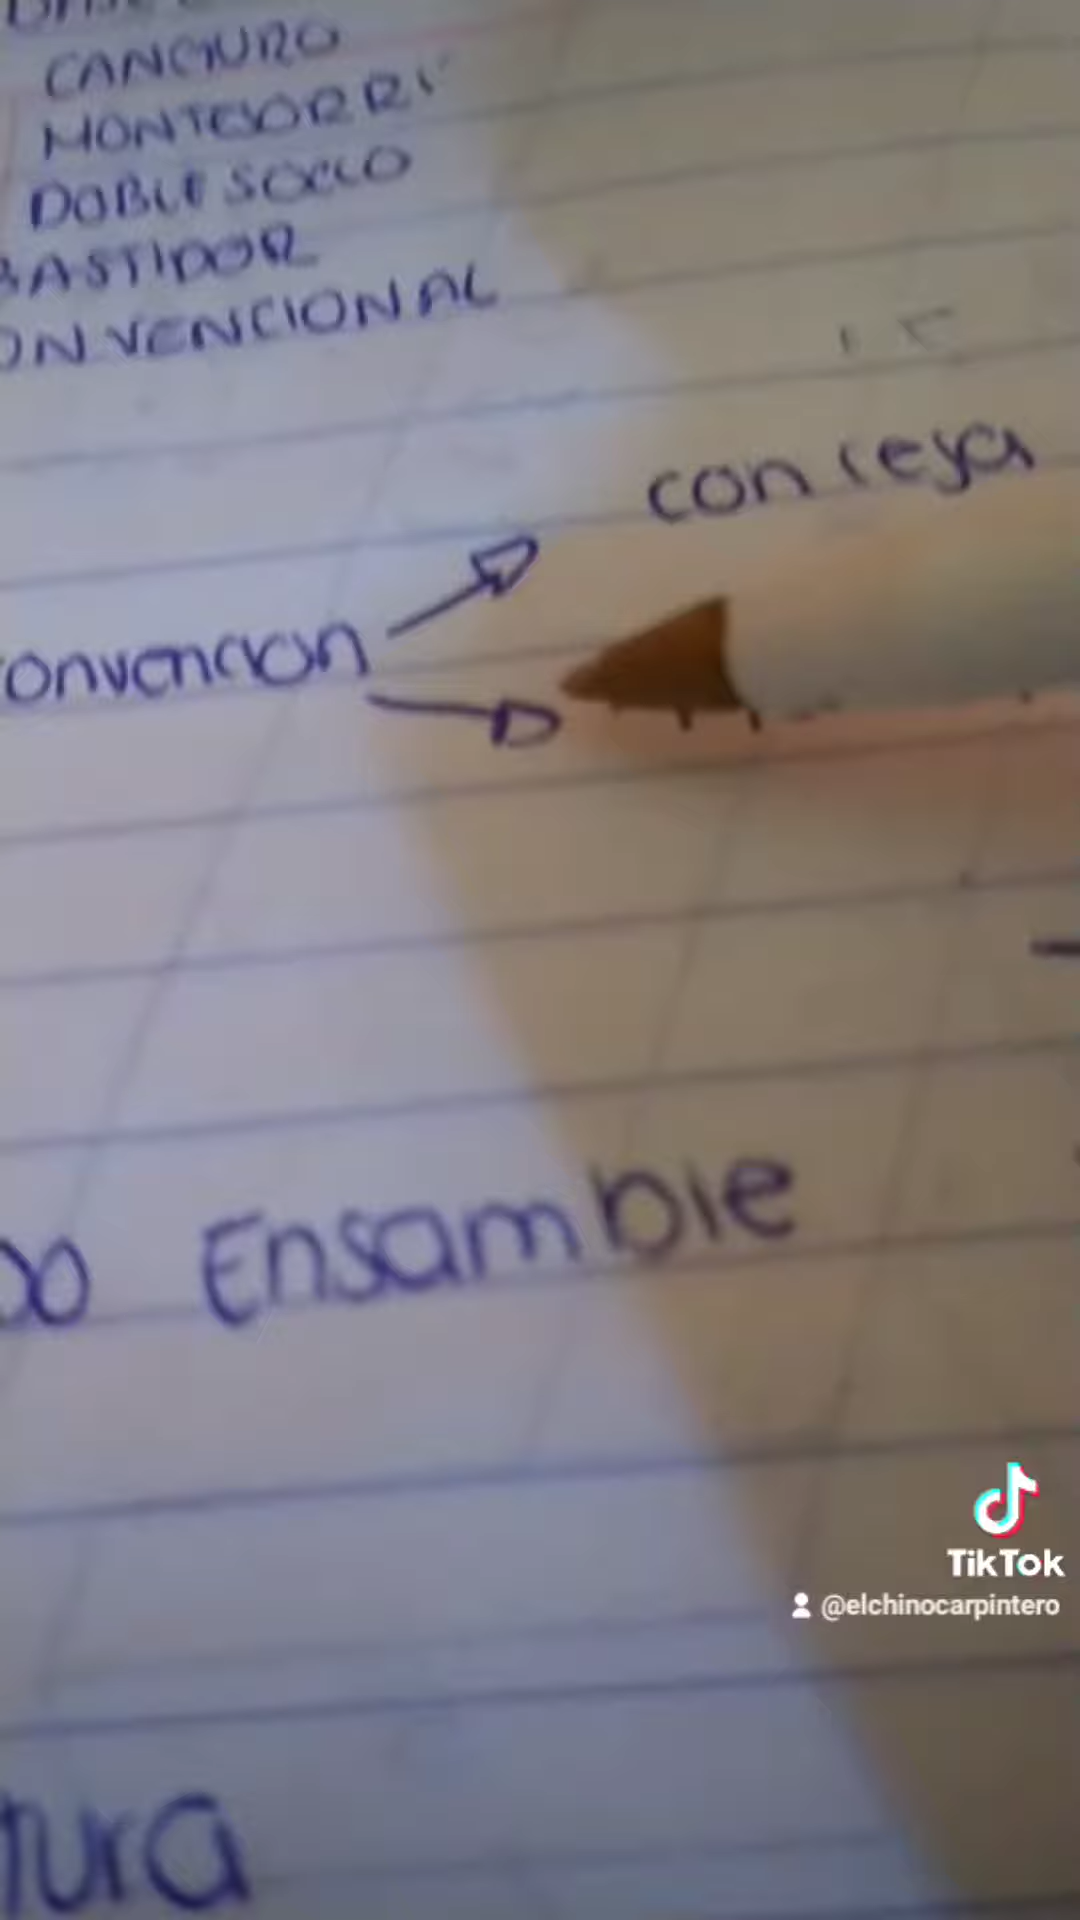 CANGURO
MONTESORRI
DOBLE SOCLO
BASTIDOR
ONVENCIONAL
con ceja
onvencion
Ensamble
tura
TikTok
@elchinocarpintero